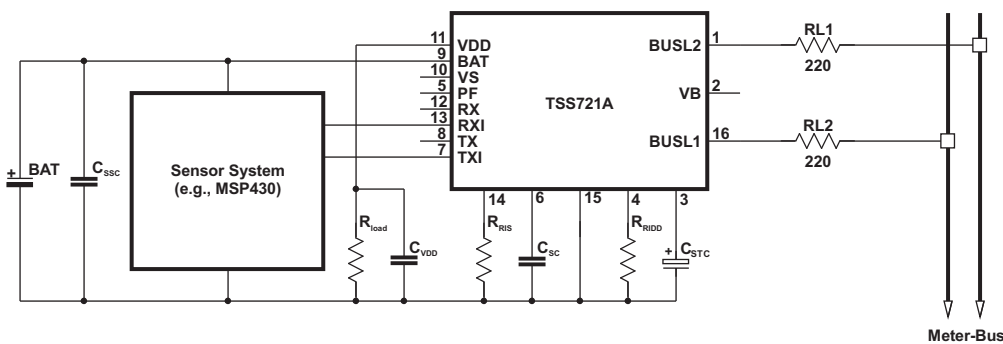 11 VDD
9 BAT
10 VS
5 PF
12 RX
13 RXI
8 TX
7 TXI
TSS721A
BUSL2 1
VB 2
BUSL1 16
RL1
220
RL2
220
BAT
+
CSSC
Sensor System
(e.g., MSP430)
Rload
CVDD
14
RRIS
6
CSC
15
4
RRIDD
3
+
CSTC
Meter-Bus